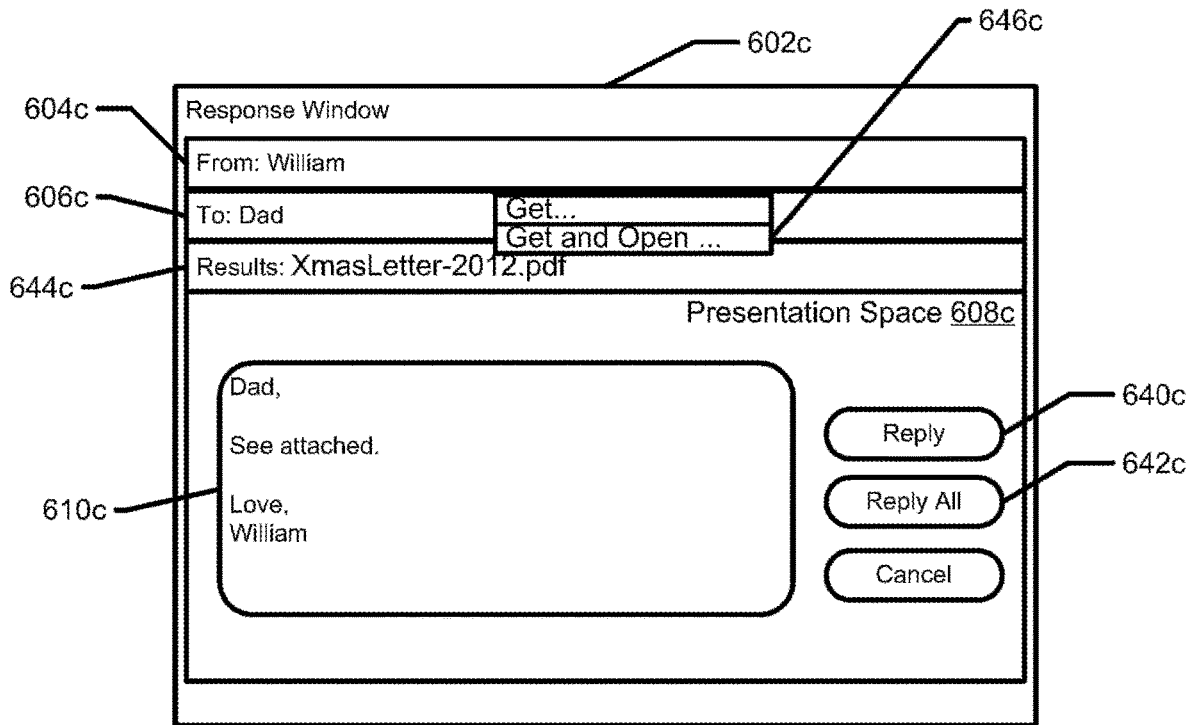 646c
602c
604c
Response Window
From: William
606c
To: Dad
Get...
Get and Open ...
644c
Results: XmasLetter-2012.pdf
Presentation Space 608c
Dad,
See attached.
Love,
William
610c
640c
Reply
642c
Reply All
Cancel